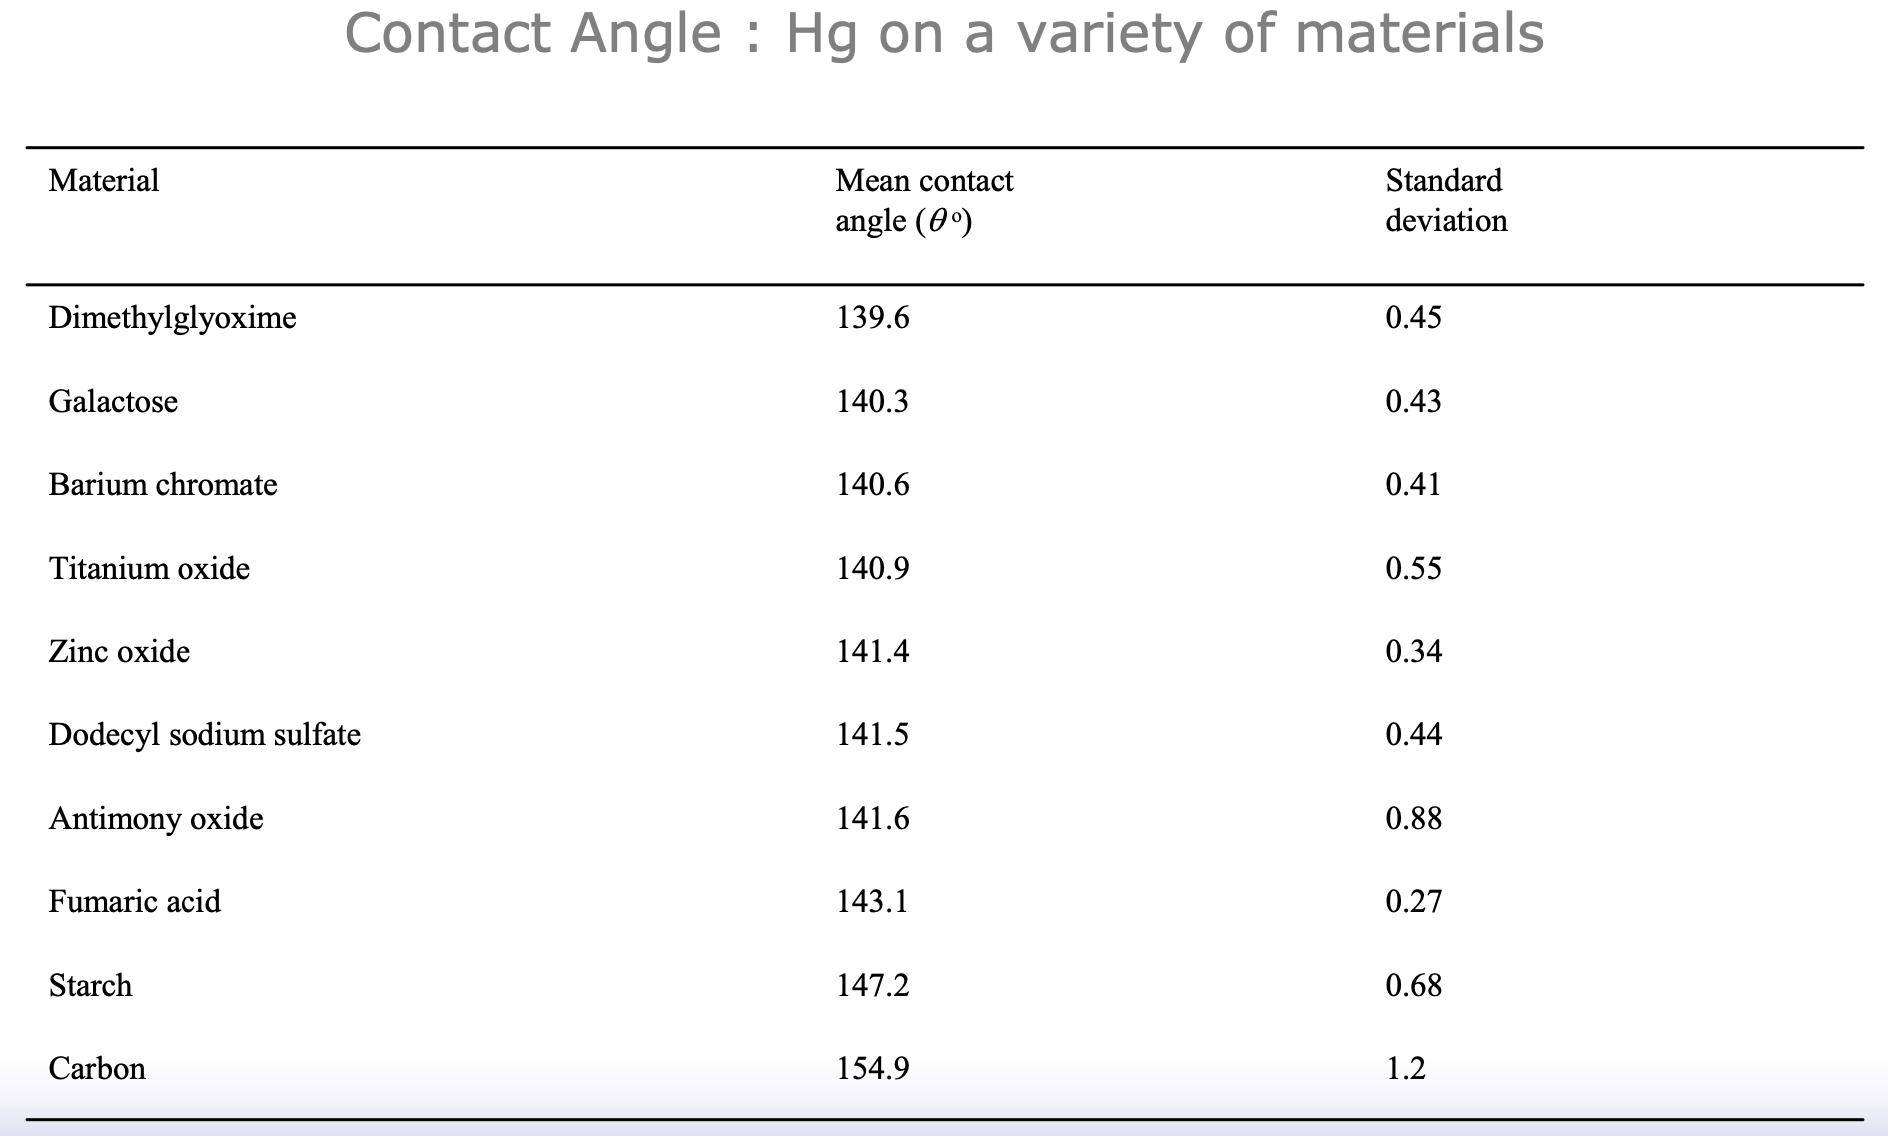 Contact Angle : Hg on a variety of materials
Material Mean contact angle (θ o) Standard deviation
Dimethylglyoxime 139.6 0.45
Galactose 140.3 0.43
Barium chromate 140.6 0.41
Titanium oxide 140.9 0.55
Zinc oxide 141.4 0.34
Dodecyl sodium sulfate 141.5 0.44
Antimony oxide 141.6 0.88
Fumaric acid 143.1 0.27
Starch 147.2 0.68
Carbon 154.9 1.2